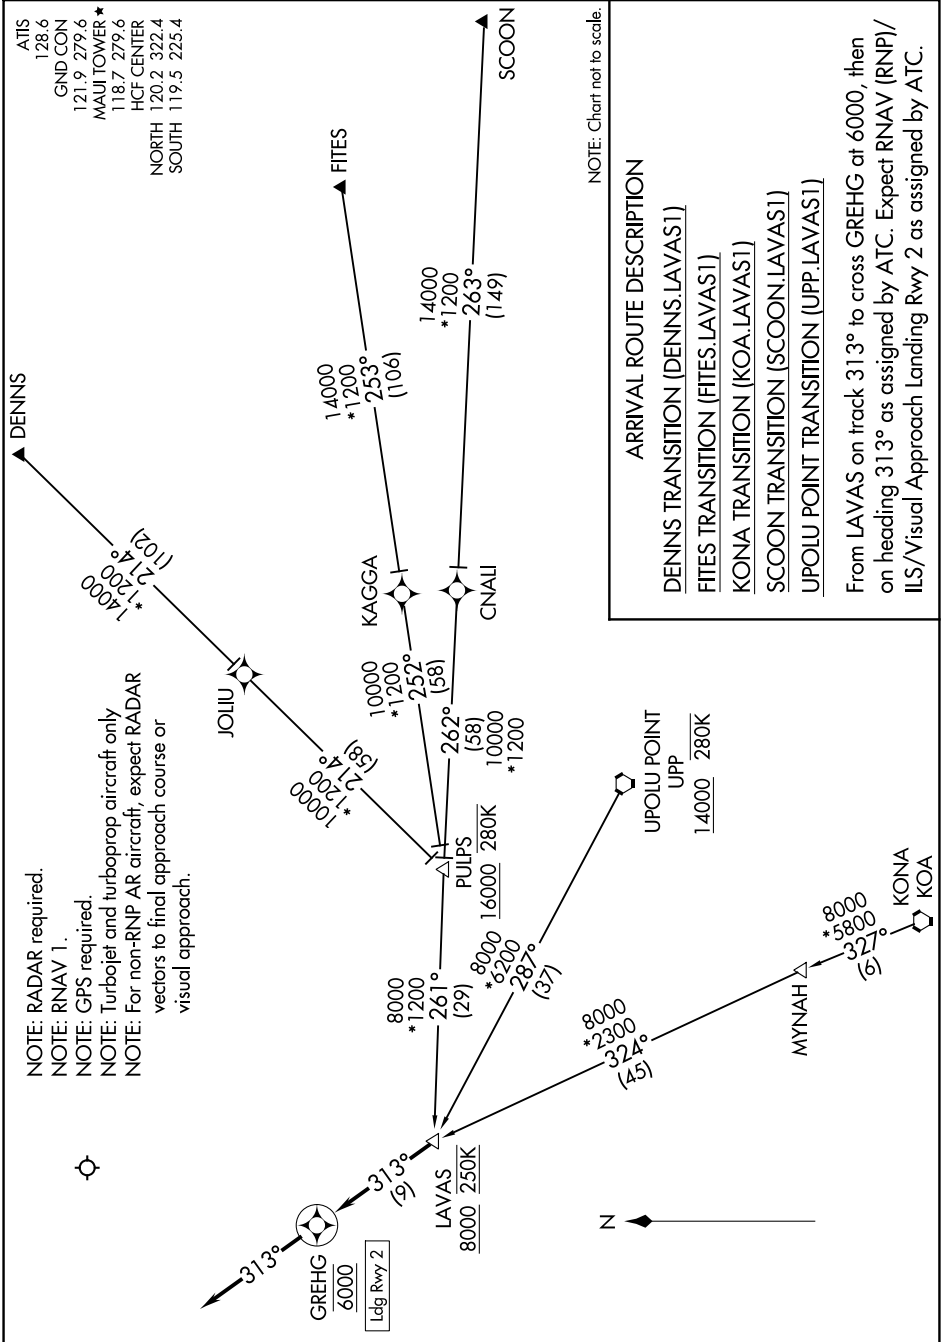 NOTE: RADAR required.
NOTE: RNAV 1.
NOTE: GPS required.
NOTE: Turbojet and turboprop aircraft only
NOTE: For non-RNP AR aircraft, expect RADAR
vectors to final approach course or
visual approach.
ATIS
128.6
GND CON
121.9 279.6
MAUI TOWER★
118.7 279.6
HCF CENTER
NORTH 120.2 322.4
SOUTH 119.5 225.4
DENNS
14000
*1200
214°
(102)
JOLIU
10000
*1200
214°
(58)
FITES
14000
*1200
253°
(106)
KAGGA
10000
*1200
252°
(58)
SCOON
14000
*1200
263°
(149)
CNALI
262°
(58)
10000
*1200
PULPS
16000 280K
8000
*1200
261°
(29)
UPOLU POINT
UPP
14000 280K
8000
*6200
287°
(37)
KONA
KOA
8000
*5800
327°
(6)
MYNAH
8000
*2300
324°
(45)
LAVAS
8000 250K
313°
(9)
GREHG
6000
Ldg Rwy 2
313°
N
NOTE: Chart not to scale.
ARRIVAL ROUTE DESCRIPTION
DENNS TRANSITION (DENNS.LAVAS1)
FITES TRANSITION (FITES.LAVAS1)
KONA TRANSITION (KOA.LAVAS1)
SCOON TRANSITION (SCOON.LAVAS1)
UPOLU POINT TRANSITION (UPP.LAVAS1)
From LAVAS on track 313° to cross GREHG at 6000, then
on heading 313° as assigned by ATC. Expect RNAV (RNP)/
ILS/Visual Approach Landing Rwy 2 as assigned by ATC.